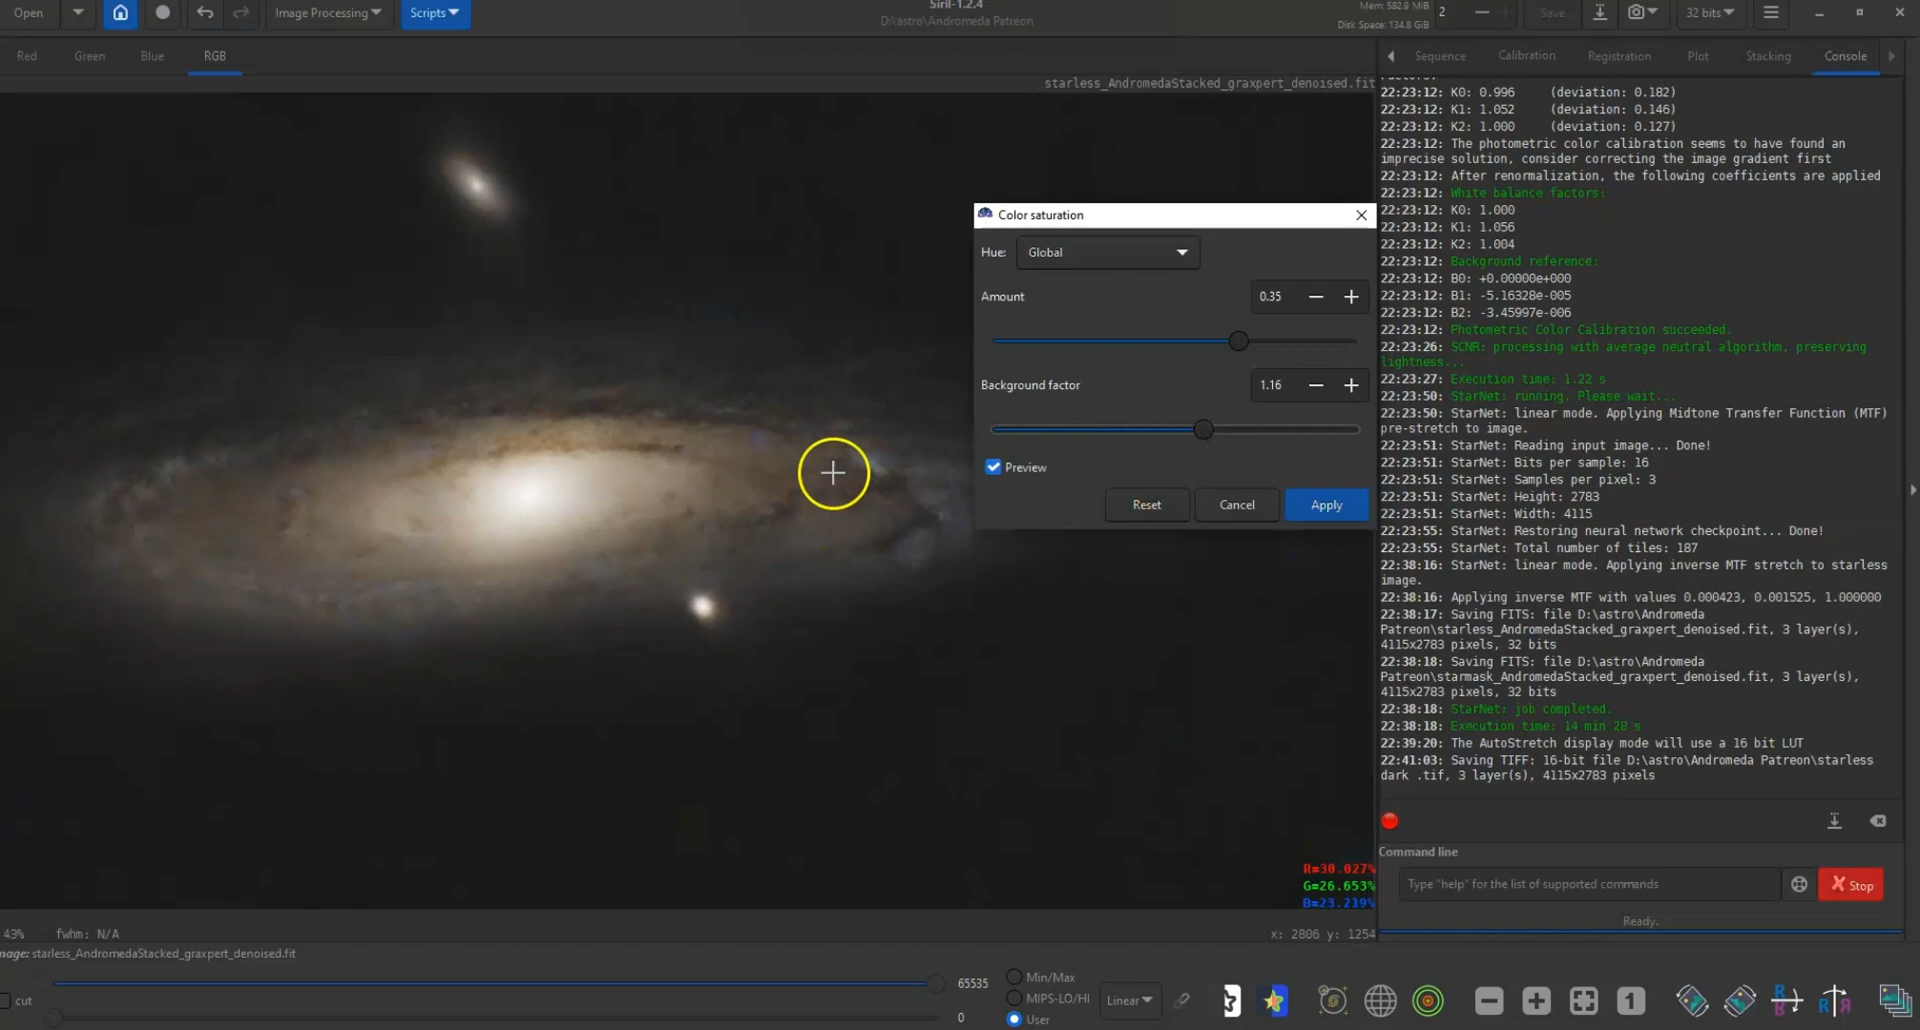 Open
Image Processing
Scripts
Siril-1.2.4
D:\astro\Andromeda Patreon
Mem: 582.9 MiB
Disk Space: 134.8 GiB
2
Save
32 bits
Red
Green
Blue
RGB
Sequence
Calibration
Registration
Plot
Stacking
Console
starless_AndromedaStacked_graxpert_denoised.fit
Color saturation
Hue:
Global
Amount
0.35
Background factor
1.16
Preview
Reset
Cancel
Apply
22:23:12: K0: 0.996 (deviation: 0.182)
22:23:12: K1: 1.052 (deviation: 0.146)
22:23:12: K2: 1.000 (deviation: 0.127)
22:23:12: The photometric color calibration seems to have found an
imprecise solution, consider correcting the image gradient first
22:23:12: After renormalization, the following coefficients are applied
22:23:12: White balance factors:
22:23:12: K0: 1.000
22:23:12: K1: 1.056
22:23:12: K2: 1.004
22:23:12: Background reference:
22:23:12: B0: +0.00000e+000
22:23:12: B1: -5.16328e-005
22:23:12: B2: -3.45997e-006
22:23:12: Photometric Color Calibration succeeded.
22:23:26: SCNR: processing with average neutral algorithm, preserving
lightness...
22:23:27: Execution time: 1.22 s
22:23:50: StarNet: running. Please wait...
22:23:50: StarNet: linear mode. Applying Midtone Transfer Function (MTF)
pre-stretch to image.
22:23:51: StarNet: Reading input image... Done!
22:23:51: StarNet: Bits per sample: 16
22:23:51: StarNet: Samples per pixel: 3
22:23:51: StarNet: Height: 2783
22:23:51: StarNet: Width: 4115
22:23:55: StarNet: Restoring neural network checkpoint... Done!
22:23:55: StarNet: Total number of tiles: 187
22:38:16: StarNet: linear mode. Applying inverse MTF stretch to starless
image.
22:38:16: Applying inverse MTF with values 0.000423, 0.001525, 1.000000
22:38:17: Saving FITS: file D:\astro\Andromeda
Patreon\starless_AndromedaStacked_graxpert_denoised.fit, 3 layer(s),
4115x2783 pixels, 32 bits
22:38:18: Saving FITS: file D:\astro\Andromeda
Patreon\starmask_AndromedaStacked_graxpert_denoised.fit, 3 layer(s),
4115x2783 pixels, 32 bits
22:38:18: StarNet: job completed.
22:38:18: Execution time: 14 min 28 s
22:39:20: The AutoStretch display mode will use a 16 bit LUT
22:41:03: Saving TIFF: 16-bit file D:\astro\Andromeda Patreon\starless
dark .tif, 3 layer(s), 4115x2783 pixels
Command line
Type "help" for the list of supported commands
Stop
Ready.
R=30.027%
G=26.653%
B=23.219%
43%
fwhm: N/A
x: 2806 y: 1254
mage: starless_AndromedaStacked_graxpert_denoised.fit
65535
cut
0
Min/Max
MIPS-LO/HI
User
Linear
1
R
R
R R